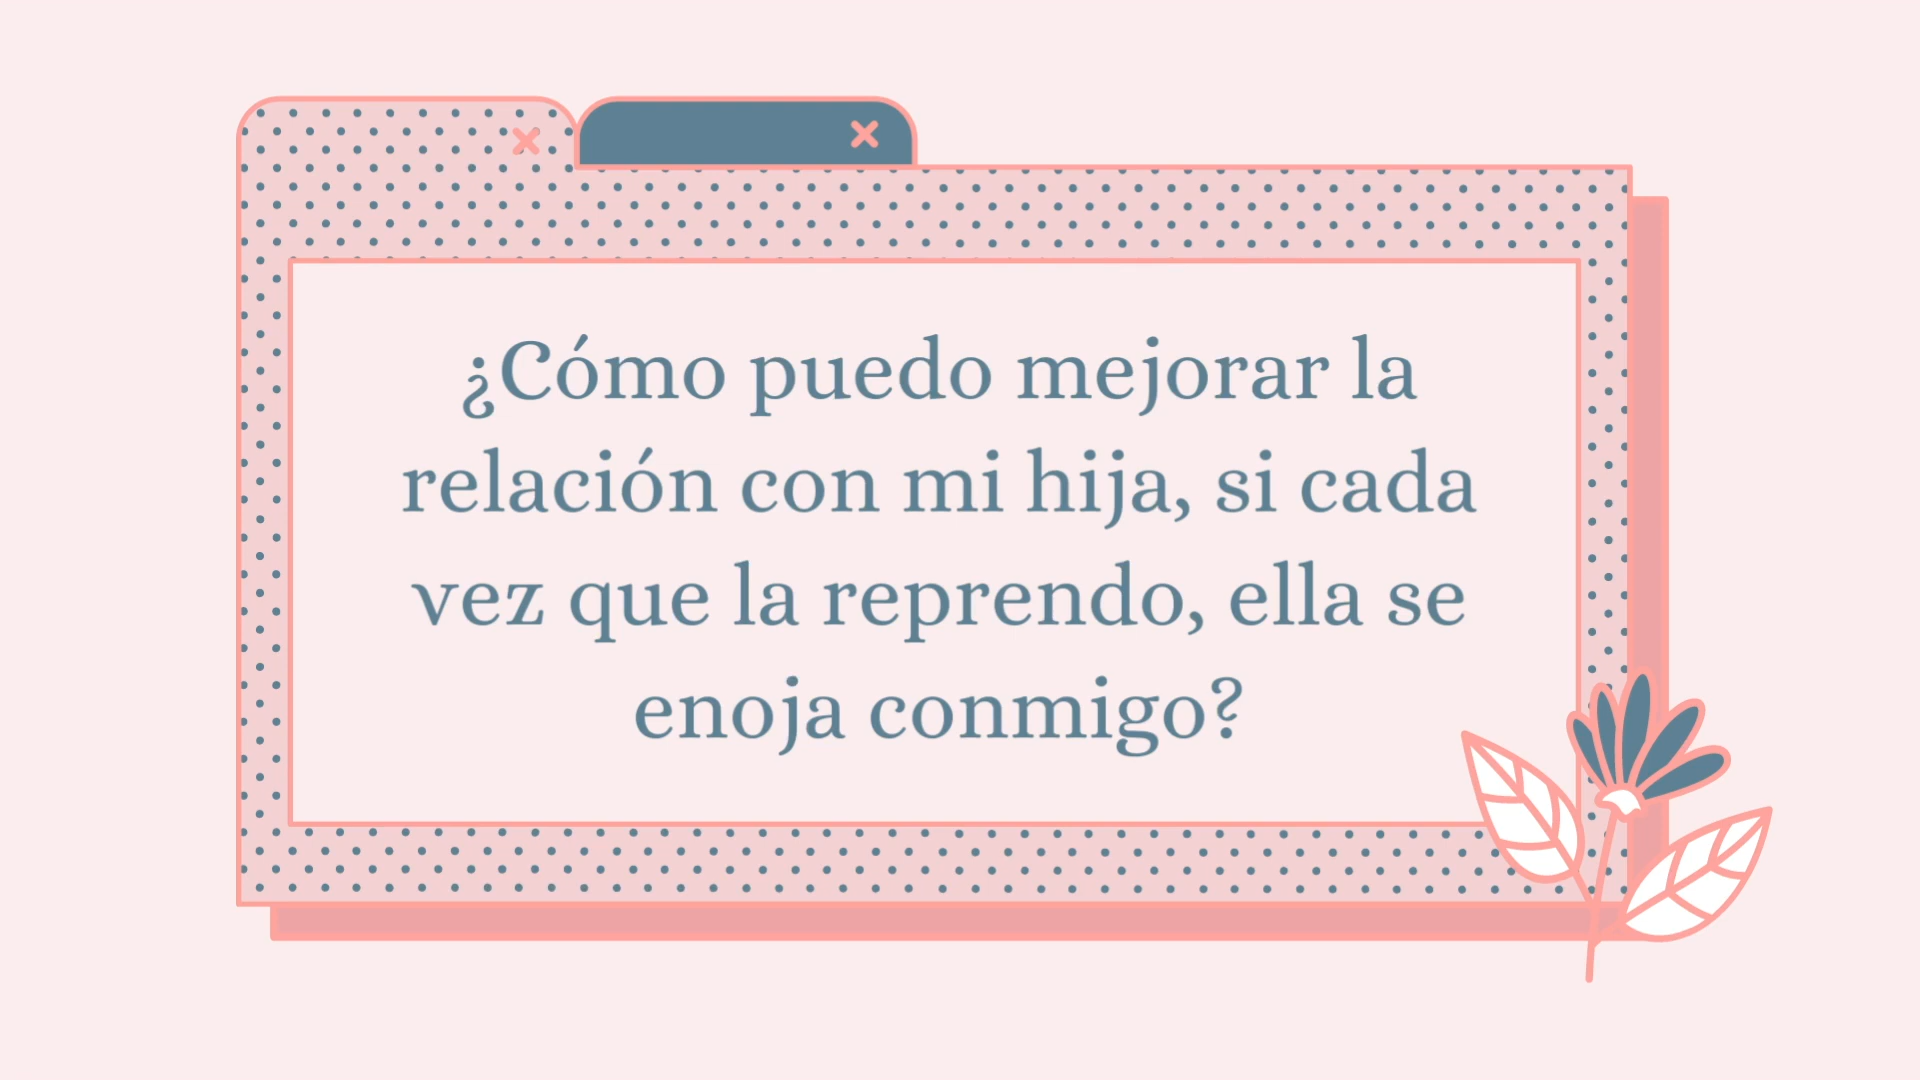 ¿Cómo puedo mejorar la
relación con mi hija, si cada
vez que la reprendo, ella se
enoja conmigo?